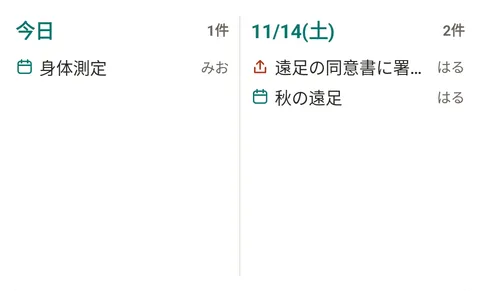 今日 1件
身体測定 みお
11/14(土) 2件
遠足の同意書に署… はる
秋の遠足 はる